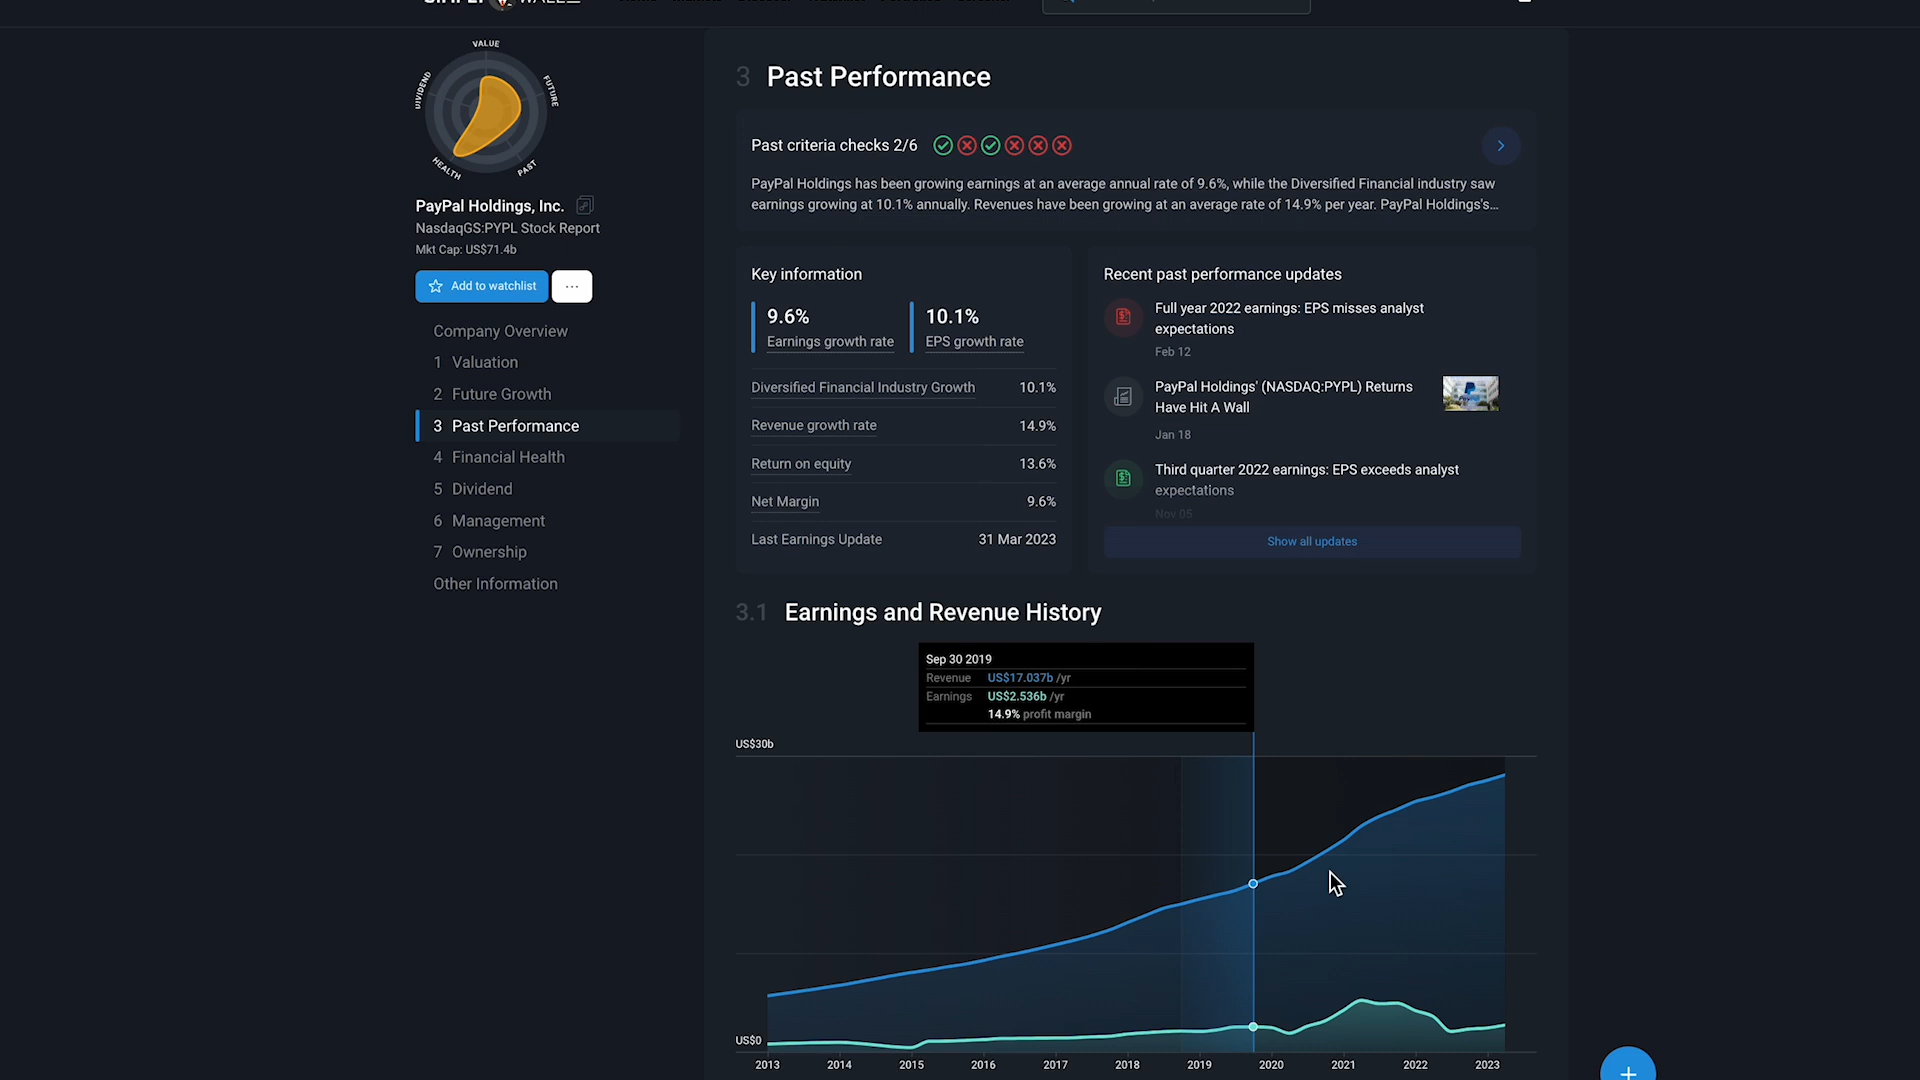 VALUE
FUTURE
PAST
HEALTH
DIVIDEND
PayPal Holdings, Inc.
NasdaqGS:PYPL Stock Report
Mkt Cap: US$71.4b
Add to watchlist
...
Company Overview
1 Valuation
2 Future Growth
3 Past Performance
4 Financial Health
5 Dividend
6 Management
7 Ownership
Other Information
3 Past Performance
Past criteria checks 2/6
PayPal Holdings has been growing earnings at an average annual rate of 9.6%, while the Diversified Financial industry saw
earnings growing at 10.1% annually. Revenues have been growing at an average rate of 14.9% per year. PayPal Holdings's...
Key information
9.6%
Earnings growth rate
10.1%
EPS growth rate
Diversified Financial Industry Growth 10.1%
Revenue growth rate 14.9%
Return on equity 13.6%
Net Margin 9.6%
Last Earnings Update 31 Mar 2023
Recent past performance updates
Full year 2022 earnings: EPS misses analyst
expectations
Feb 12
PayPal Holdings' (NASDAQ:PYPL) Returns
Have Hit A Wall
Jan 18
Third quarter 2022 earnings: EPS exceeds analyst
expectations
Nov 05
Show all updates
3.1 Earnings and Revenue History
Sep 30 2019
Revenue US$17.037b /yr
Earnings US$2.536b /yr
14.9% profit margin
US$30b
US$0
2013 2014 2015 2016 2017 2018 2019 2020 2021 2022 2023